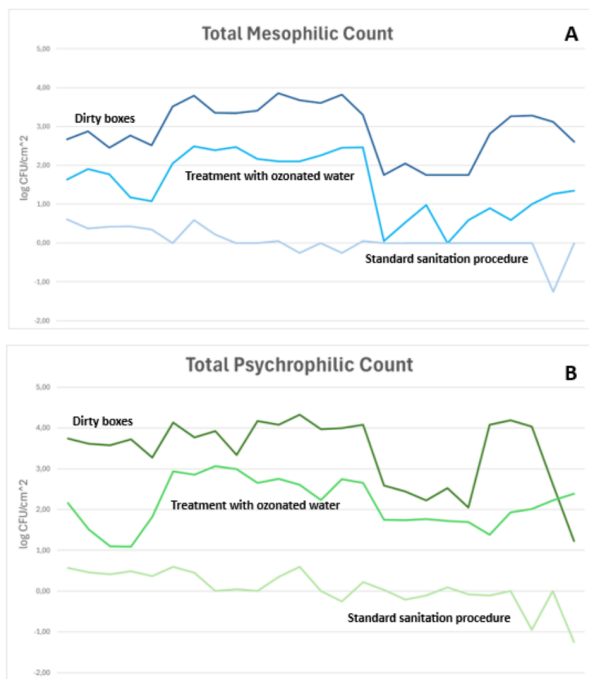 Total Mesophilic Count
A
5,00
4,00
3,00
2,00
1,00
0,00
-1,00
-2,00
log CFU/cm^2
Dirty boxes
Treatment with ozonated water
Standard sanitation procedure
Total Psychrophilic Count
B
5,00
4,00
3,00
2,00
1,00
0,00
-1,00
-2,00
log CFU/cm^2
Dirty boxes
Treatment with ozonated water
Standard sanitation procedure